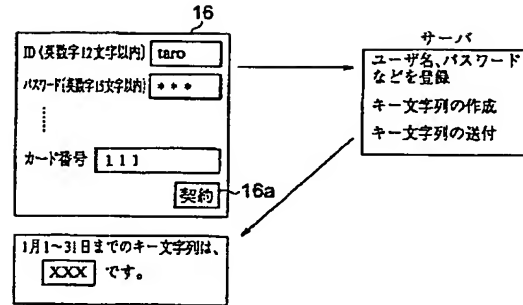 16
ID(英数字12文字以内) taro
パスワード(英数字15文字以内) * * *
カード番号 111
契約 16a
サーバ
ユーザ名、パスワード
などを登録
キー文字列の作成
キー文字列の送付
1月1~31日までのキー文字列は、
XXX です。